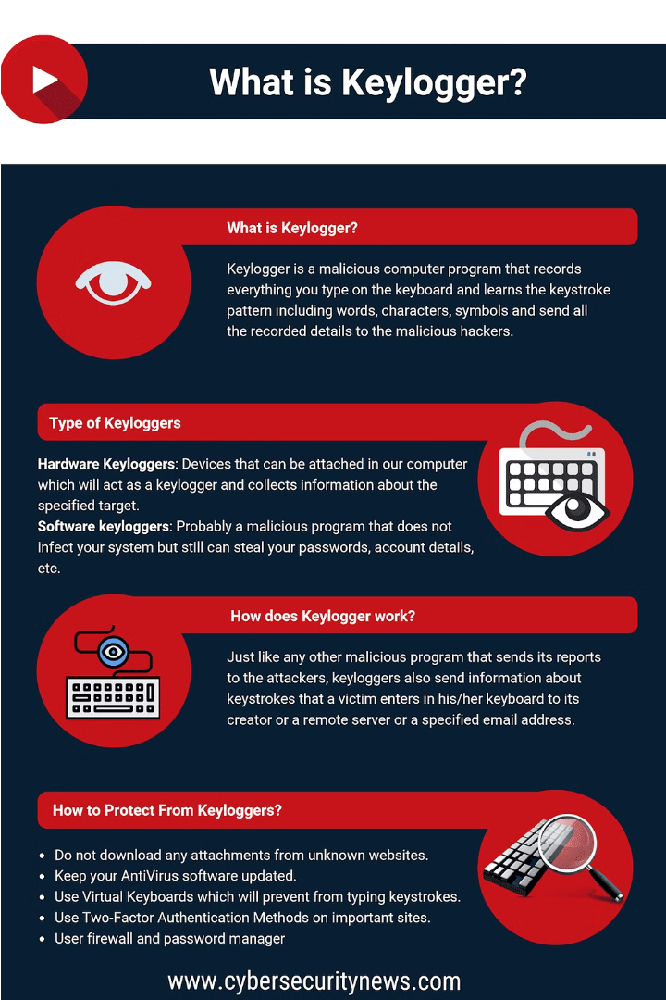 What is Keylogger?
What is Keylogger?
Keylogger is a malicious computer program that records
everything you type on the keyboard and learns the keystroke
pattern including words, characters, symbols and send all
the recorded details to the malicious hackers.
Type of Keyloggers
Hardware Keyloggers: Devices that can be attached in our computer
which will act as a keylogger and collects information about the
specified target.
Software keyloggers: Probably a malicious program that does not
infect your system but still can steal your passwords, account details,
etc.
How does Keylogger work?
Just like any other malicious program that sends its reports
to the attackers, keyloggers also send information about
keystrokes that a victim enters in his/her keyboard to its
creator or a remote server or a specified email address.
How to Protect From Keyloggers?
• Do not download any attachments from unknown websites.
• Keep your AntiVirus software updated.
• Use Virtual Keyboards which will prevent from typing keystrokes.
• Use Two-Factor Authentication Methods on important sites.
• User firewall and password manager
www.cybersecuritynews.com